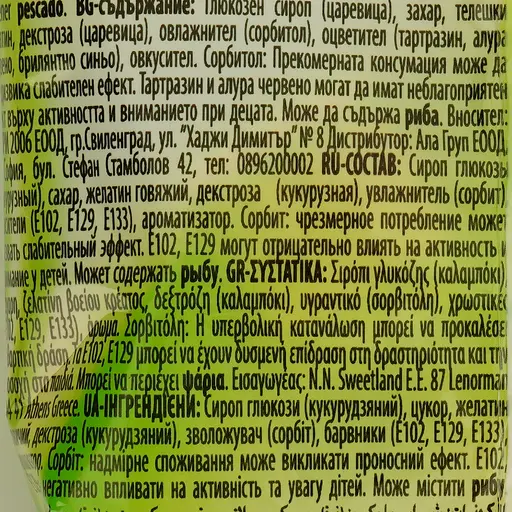 pescado. BG-съдържание: Глюкозен сироп (царевица), захар, телешки
декстроза (царевица), овлажнител (сорбитол), оцветител (тартразин, алура
брилянтно синьо), овкусител. Сорбитол: Прекомерната консумация може да
слабителен ефект. Тартразин и алура червено могат да имат неблагоприятен
върху активността и вниманието при децата. Може да съдържа риба. Вносител:
2006 ЕООД, гр.Свиленград, ул. "Хаджи Димитър" № 8 Дистрибутор: Ала Груп ЕООД,
бул. Стефан Стамболов 42, тел: 0896200002 RU-СОСТАВ: Сироп глюкозы
сахар, желатин говяжий, декстроза (кукурузная), увлажнитель (сорбит)
(E102, E129, E133), ароматизатор. Сорбит: чрезмерное потребление может
слабительный эффект. E102, E129 могут отрицательно влиять на активность и
у детей. Может содержать рыбу. GR-ΣΥΣΤΑΤΙΚΑ: Σιρόπι γλυκόζης (καλαμπόκι)
ζελατίνη βοείου κρέατος, δεξτρόζη (καλαμπόκι), υγραντικό (σορβιτόλη), χρωστικές
E129, E133), άρωμα. Σορβιτόλη: Η υπερβολική κατανάλωση μπορεί να προκαλέσει
δράση, τα E102, E129 μπορεί να έχουν δυσμενή επίδραση στη δραστηριότητα και την
στα παιδιά. Μπορεί να περιέχει ψάρια. Εισαγωγέας: N.N. Sweetland E.E. 87 Lenorman
Athens Greece. UA-ІНГРЕДІЄНИ: Сироп глюкози (кукурудзяний), цукор, желатин
декстроза (кукурудзяний), зволожувач (сорбіт), барвники (E102, E129, E133),
Сорбіт: надмірне споживання може викликати проносний ефект. E102,
негативно впливати на активність та увагу дітей. Може містити рибу